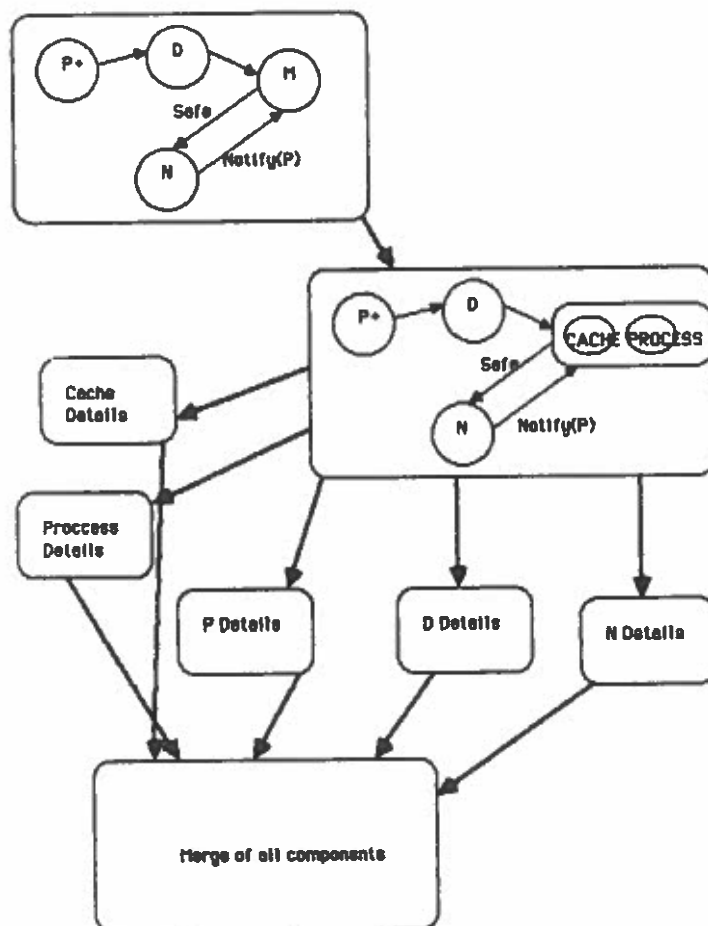 P+
D
M
Safe
N
Notify(P)
P+
D
CACHE PROCESS
Safe
N
Notify(P)
Cache
Details
Proccess
Details
P Details
D Details
N Details
Merge of all components